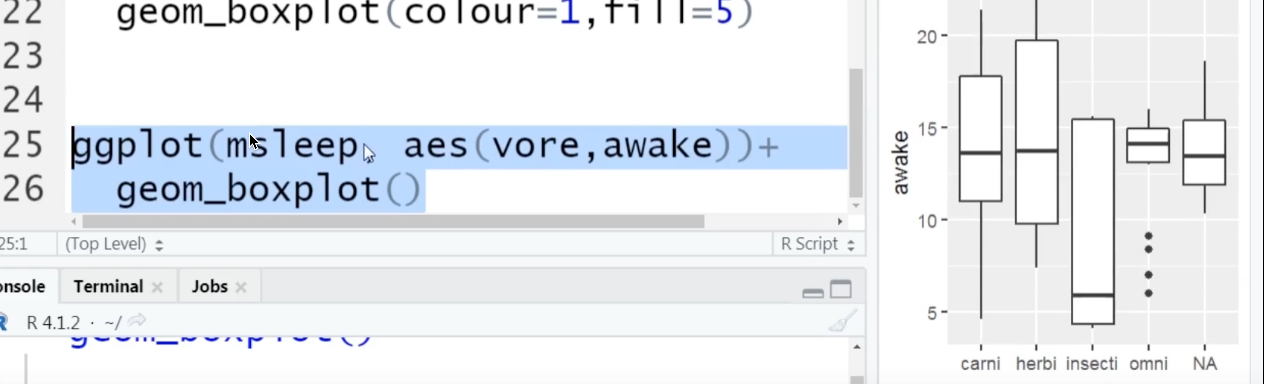 22 geom_boxplot(colour=1,fill=5)
23
24
25 ggplot(msleep, aes(vore,awake))+
26 geom_boxplot()
25:1 (Top Level) R Script
onsole Terminal Jobs
R 4.1.2 · ~/
geom_boxplot()
awake
20
15
10
5
carni herbi insecti omni NA